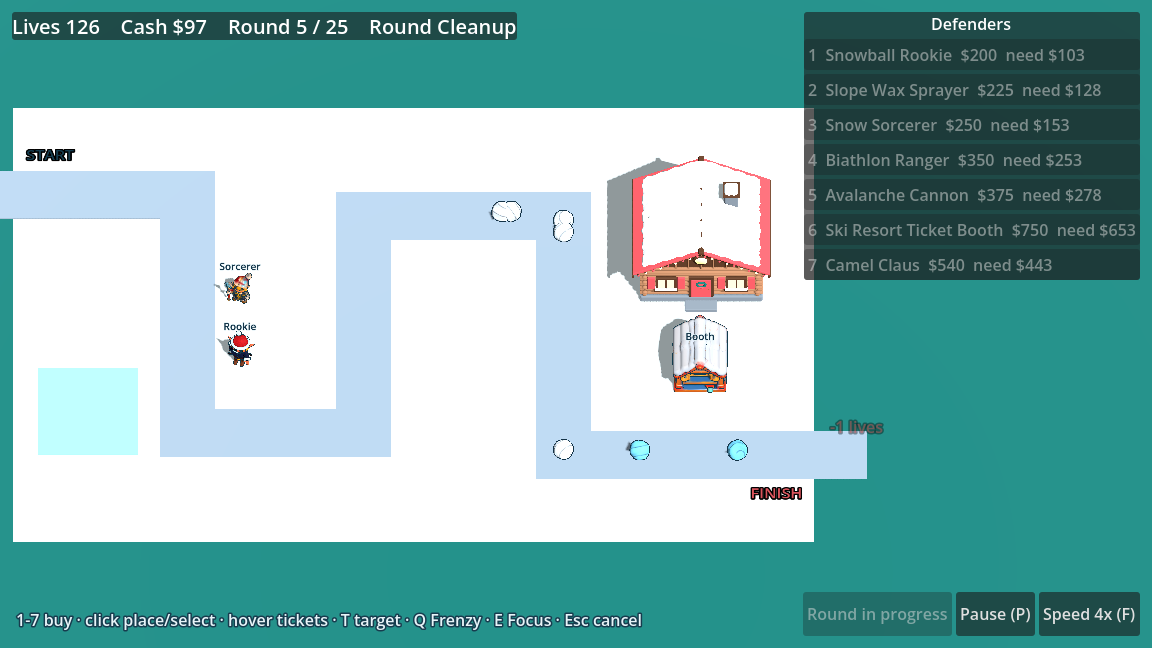 Lives 126 Cash $97 Round 5 / 25 Round Cleanup
Defenders
1 Snowball Rookie $200 need $103
2 Slope Wax Sprayer $225 need $128
3 Snow Sorcerer $250 need $153
4 Biathlon Ranger $350 need $253
5 Avalanche Cannon $375 need $278
6 Ski Resort Ticket Booth $750 need $653
7 Camel Claus $540 need $443
START
Sorcerer
Rookie
Booth
-1 lives
FINISH
Round in progress
Pause (P)
Speed 4x (F)
1-7 buy · click place/select · hover tickets · T target · Q Frenzy · E Focus · Esc cancel